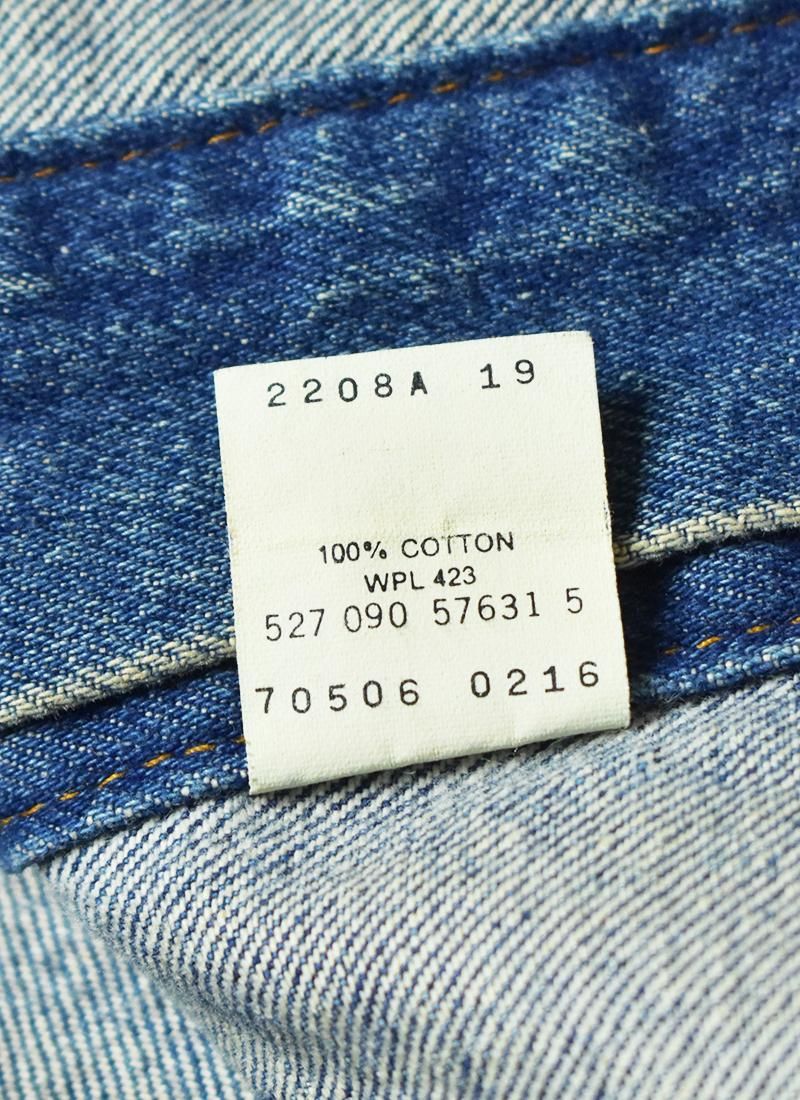 2208A 19
100% COTTON
WPL 423
527 090 57631 5
70506 0216